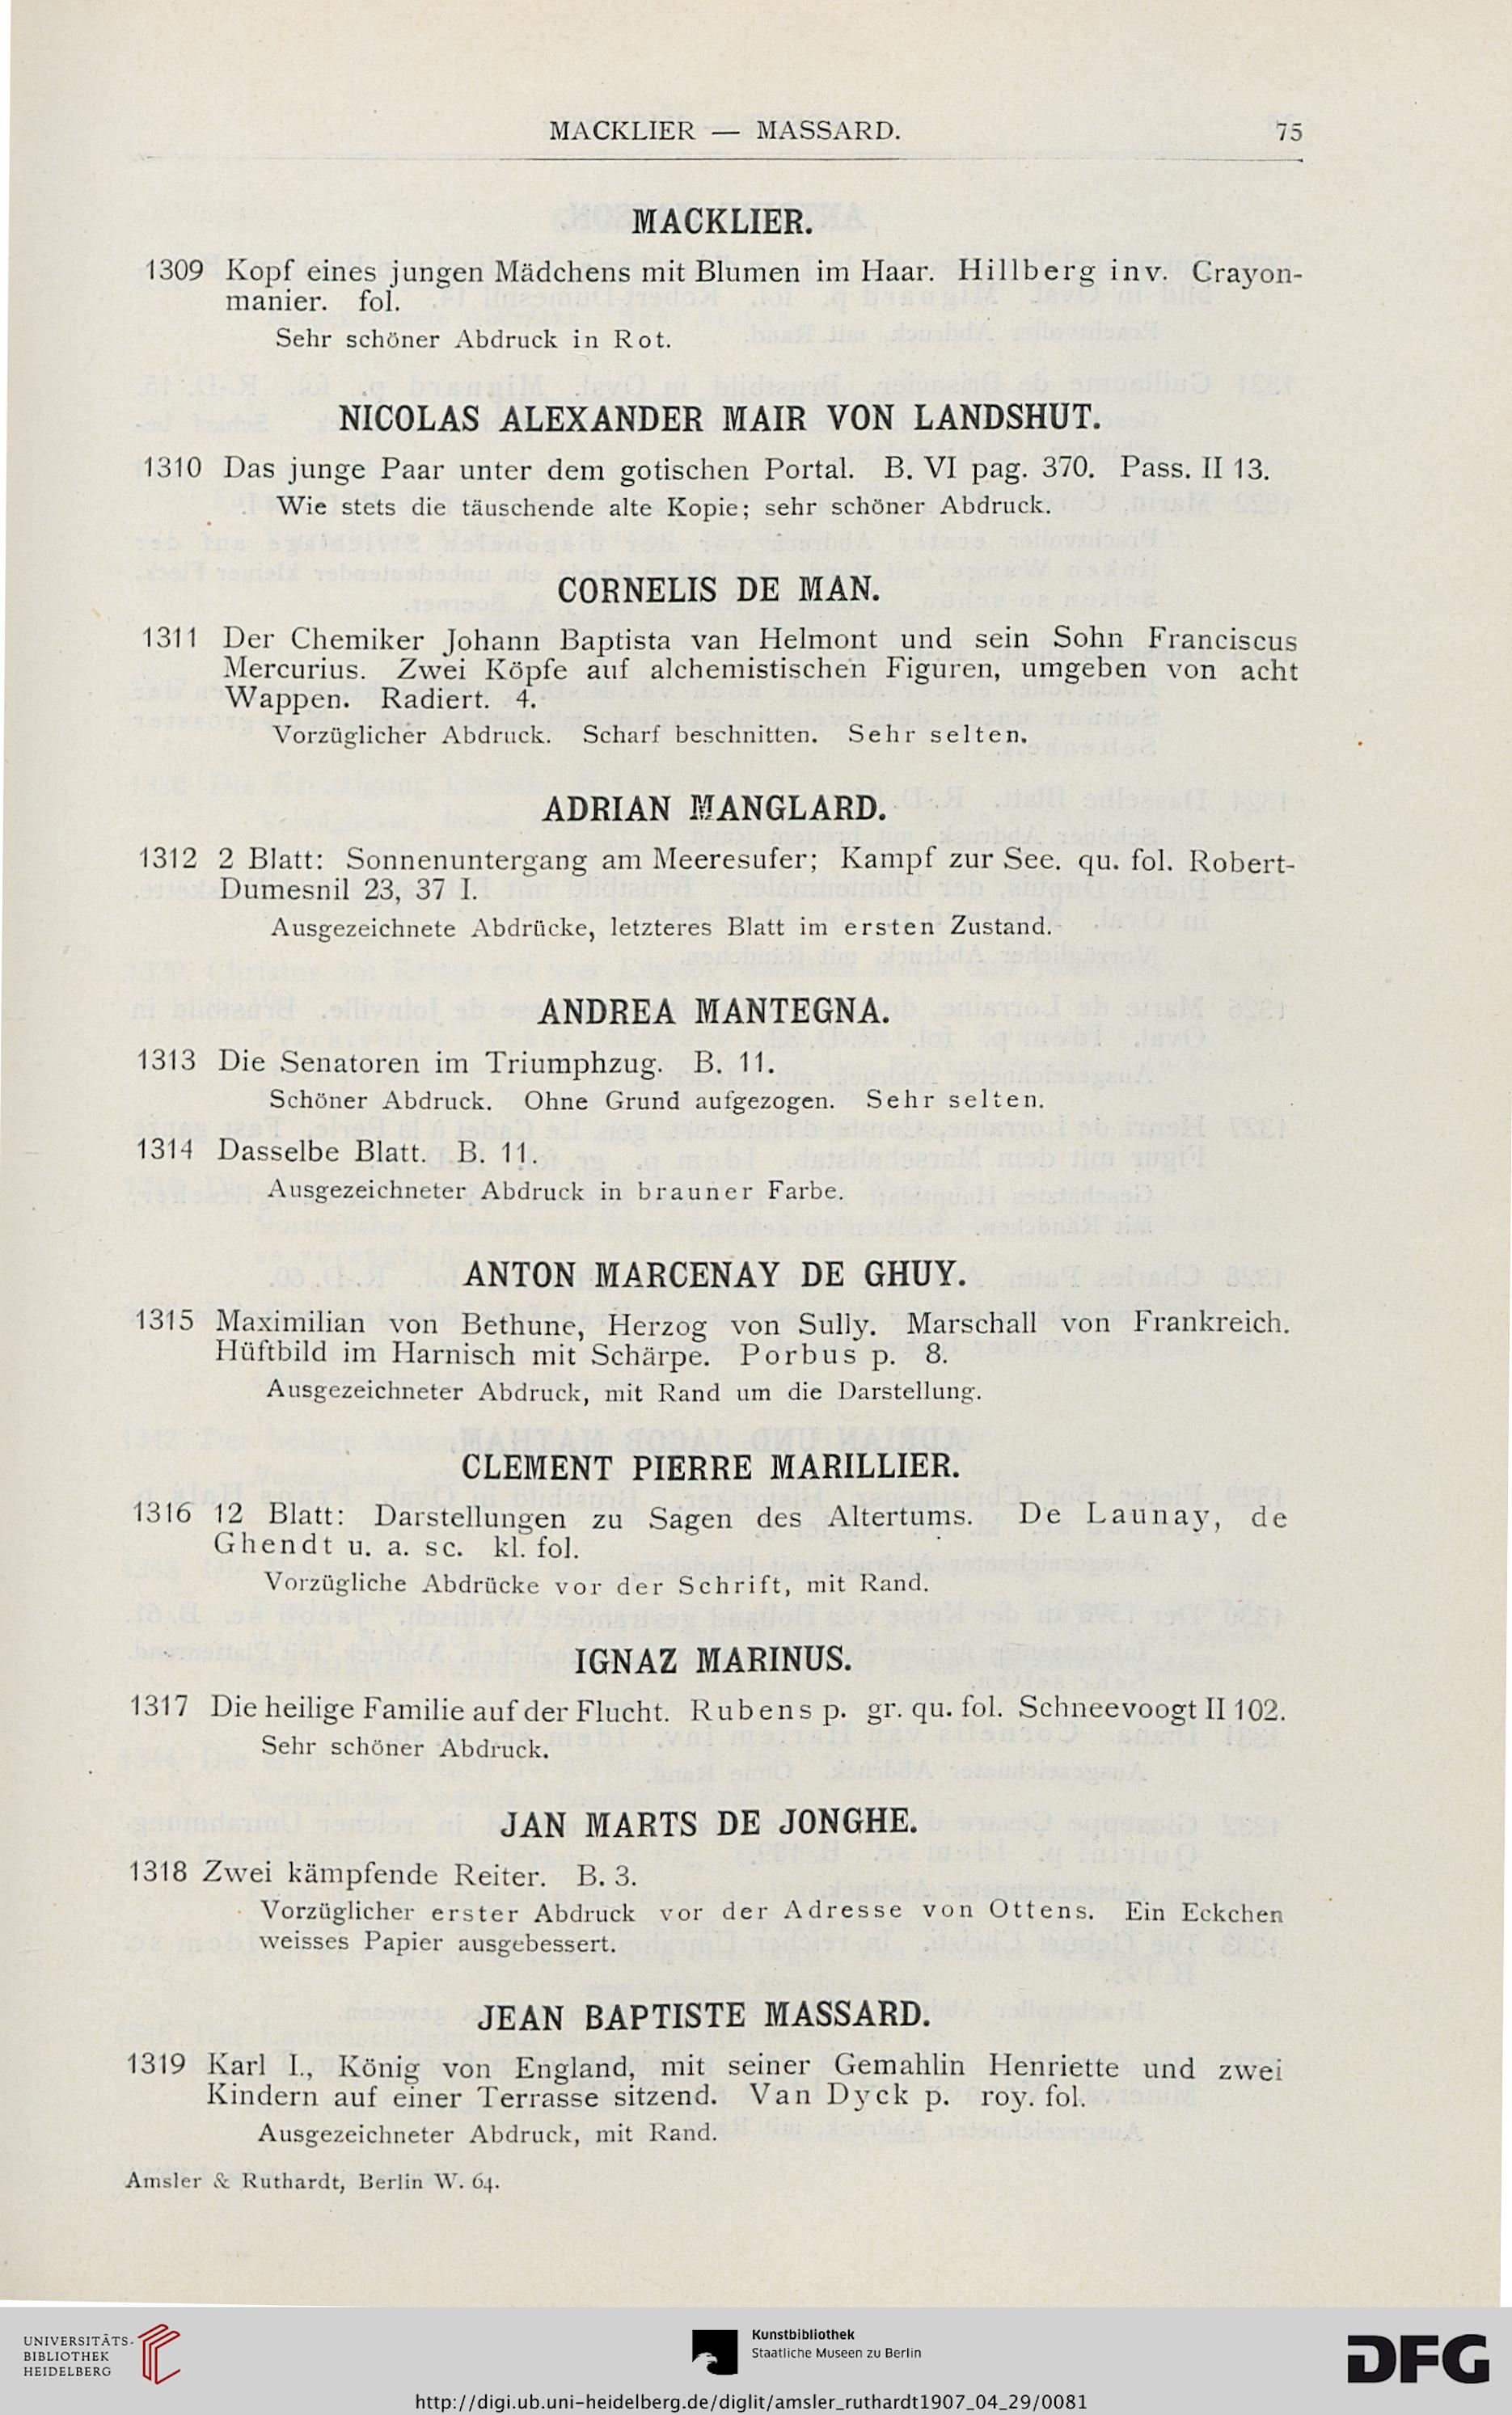 MACKLIER — MASSARD.
75
MACKLIER.
1309 Kopf eines jungen Mädchens mit Blumen im Haar. Hillberg inv. Crayon-
manier. fol.
Sehr schöner Abdruck in Rot.
NICOLAS ALEXANDER MAIR VON LANDSHUT.
1310 Das junge Paar unter dem gotischen Portal. B. VI pag. 370. Pass. II 13.
Wie stets die täuschende alte Kopie; sehr schöner Abdruck.
CORNELIS DE MAN.
1311 Der Chemiker Johann Baptista van Helmont und sein Sohn Franciscus
Mercurius. Zwei Köpfe auf alchemistischen Figuren, umgeben von acht
Wappen. Radiert. 4.
Vorzüglicher Abdruck. Scharf beschnitten. Sehr selten.
ADRIAN MANGLARD.
1312 2 Blatt: Sonnenuntergang am Meeresufer; Kampf zur See. qu. fol. Robert-
Dumesnil 23, 37 I.
Ausgezeichnete Abdrücke, letzteres Blatt im ersten Zustand.
ANDREA MANTEGNA.
1313 Die Senatoren im Triumphzug. B. 11.
Schöner Abdruck. Ohne Grund aufgezogen. Sehr selten.
1314 Dasselbe Blatt. B. 11.
Ausgezeichneter Abdruck in brauner Farbe.
ANTON MARCENAY DE GHUY.
1315 Maximilian von Bethune, Herzog von Sully. Marschall von Frankreich.
Hüftbild im Harnisch mit Schärpe. Porbus p. 8.
Ausgezeichneter Abdruck, mit Rand um die Darstellung.
CLEMENT PIERRE MARILLIER.
1316 12 Blatt: Darstellungen zu Sagen des Altertums. De Launay, de
Ghendt u. a. sc. kl. fol.
Vorzügliche Abdrücke vor der Schrift, mit Rand.
IGNAZ MARINUS.
1317 Die heilige Familie auf der Flucht. Rubens p. gr. qu. fol. Schneevoogt II 102.
Sehr schöner Abdruck.
JAN MARTS DE JONGHE.
1318 Zwei kämpfende Reiter. B. 3.
Vorzüglicher erster Abdruck vor der Adresse von Ottens. Ein Eckchen
weisses Papier ausgebessert.
JEAN BAPTISTE MASSARD.
1319 Karl I., König von England, mit seiner Gemahlin Henriette und zwei
Kindern auf einer Terrasse sitzend. Van Dyck p. roy. fol.
Ausgezeichneter Abdruck, mit Rand.
Amsler & Ruthardt, Berlin W. 64.
UNIVERSITÄTS-
BIBLIOTHEK
HEIDELBERG
Kunstbibliothek
Staatliche Museen zu Berlin
DFG
http://digi.ub.uni-heidelberg.de/diglit/amsler_ruthardt1907_04_29/0081